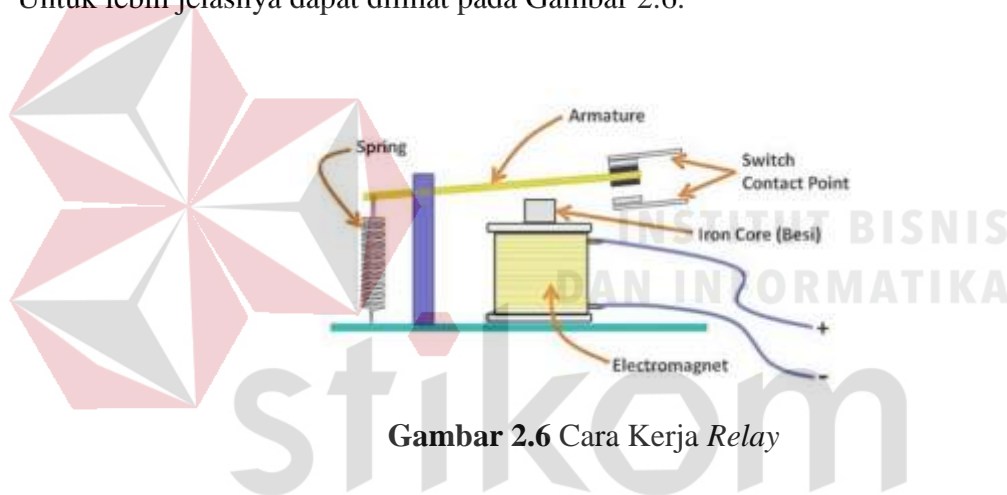 Untuk lebih jelasnya dapat dilihat pada Gambar 2.6.
Armature
Spring
Switch
Contact Point
INSTITUT BISNIS
Iron Core (Besi)
DAN INFORMATIKA
+
Electromagnet
-
stikom
Gambar 2.6 Cara Kerja Relay